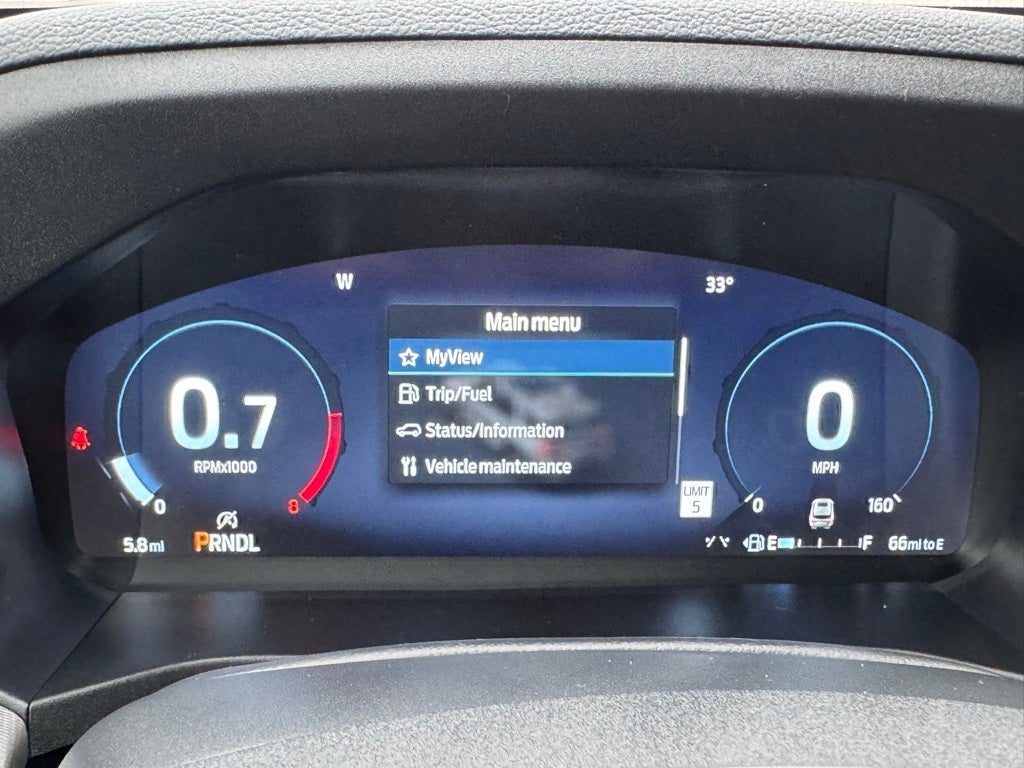 W
33°
Main menu
MyView
Trip/Fuel
Status/Information
Vehicle maintenance
0.7
RPMx1000
0
8
0
MPH
0
160
LIMIT
5
5.8 mi
PRNDL
E
F
66 mi to E